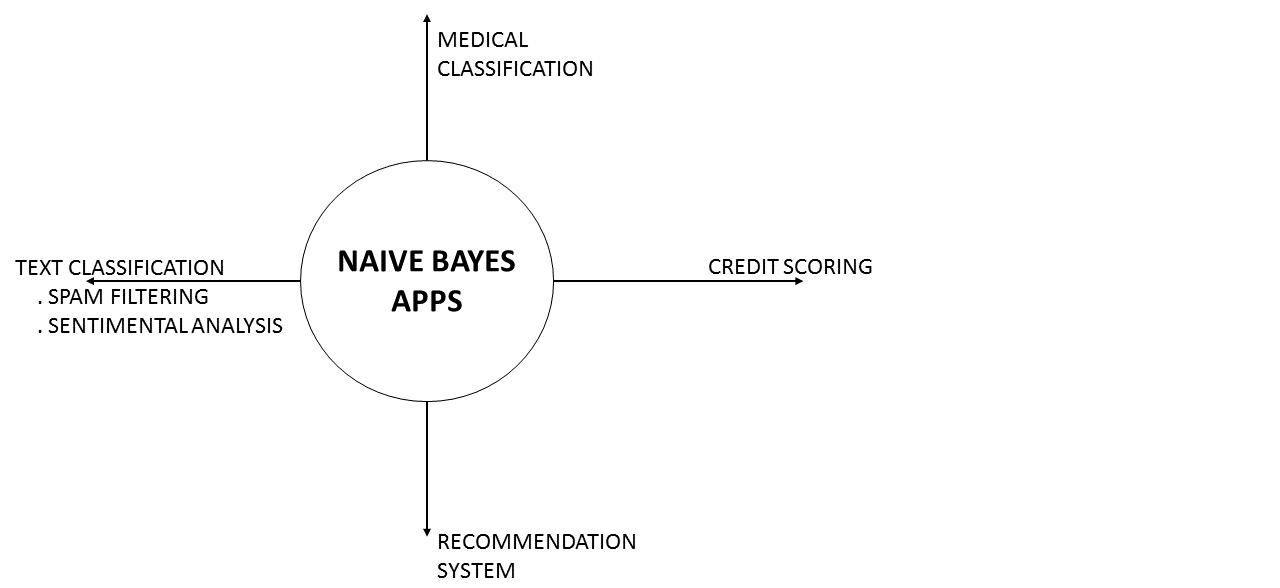 MEDICAL
CLASSIFICATION
NAIVE BAYES
APPS
TEXT CLASSIFICATION
. SPAM FILTERING
. SENTIMENTAL ANALYSIS
CREDIT SCORING
RECOMMENDATION
SYSTEM